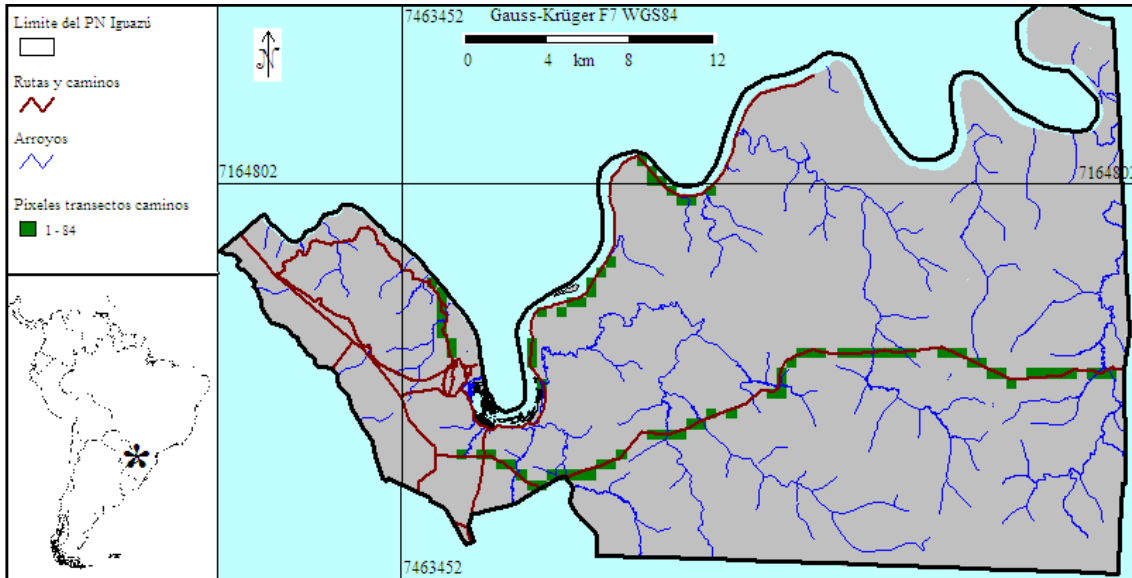 Limite del PN Iguazú
Rutas y caminos
Arroyos
Pixeles transectos caminos
1 - 84
7463452
Gauss-Krüger F7 WGS84
0 4 km 8 12
N
7164802
7164802
7463452